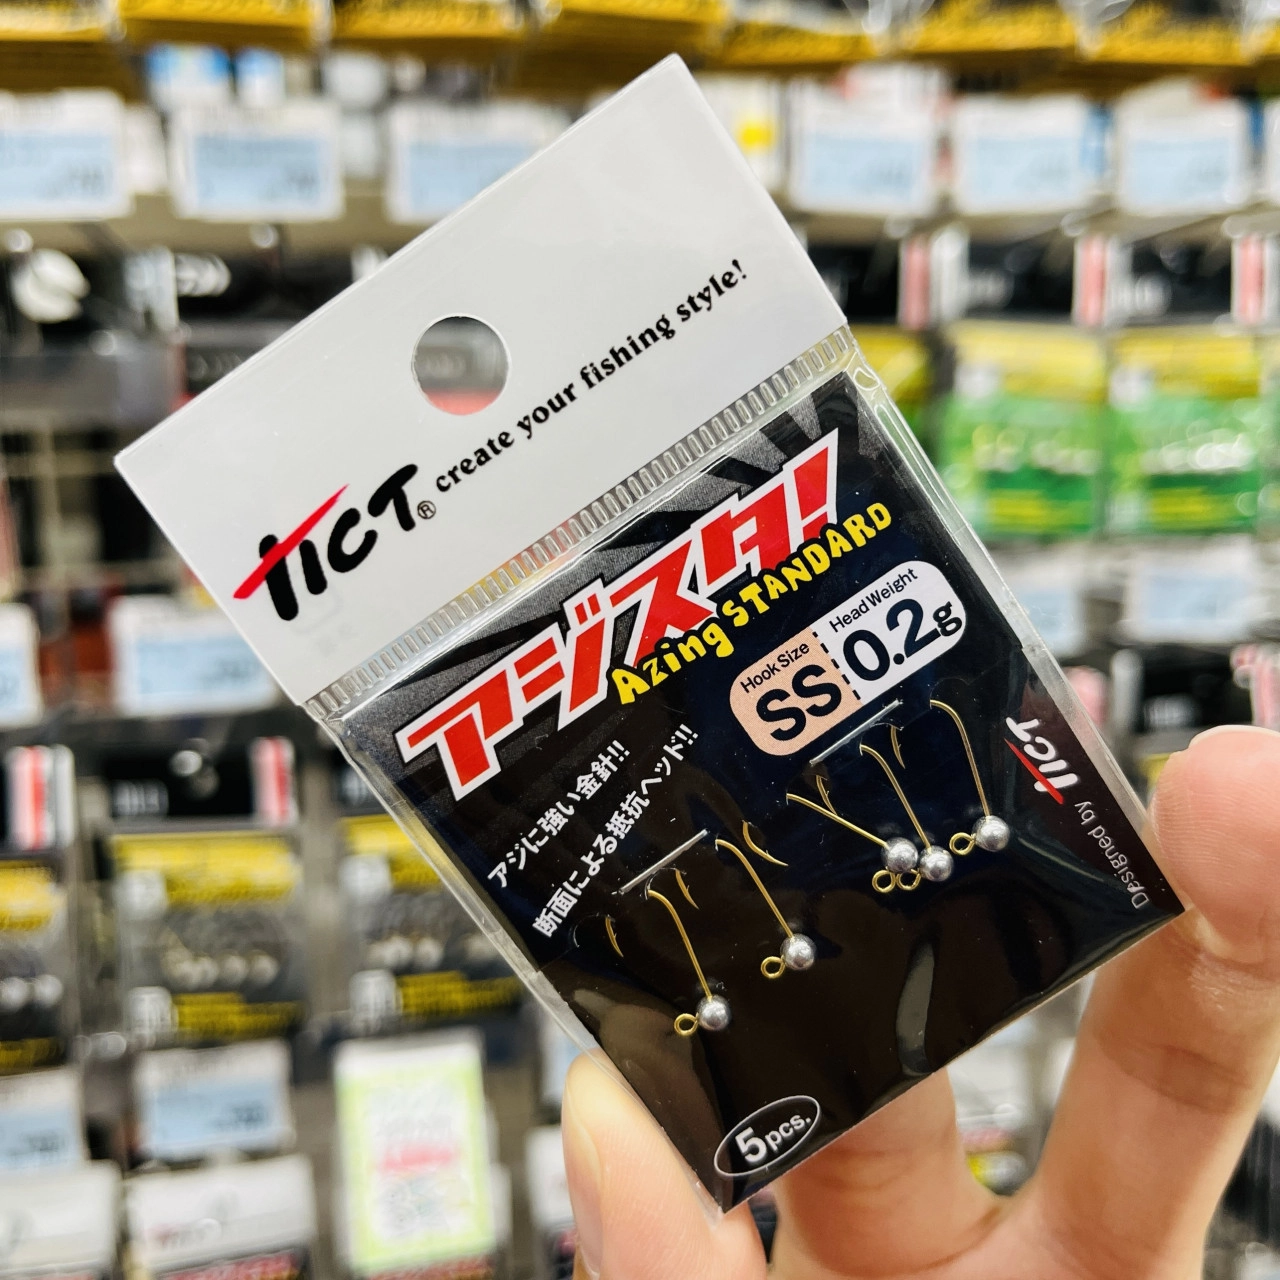 TICT® create your fishing style!
アジスタ!
Azing STANDARD
Hook Size
SS
Head Weight
0.2g
アジに強い金針!!
断面による抵抗ヘッド!!
Designed by TICT
5pcs.